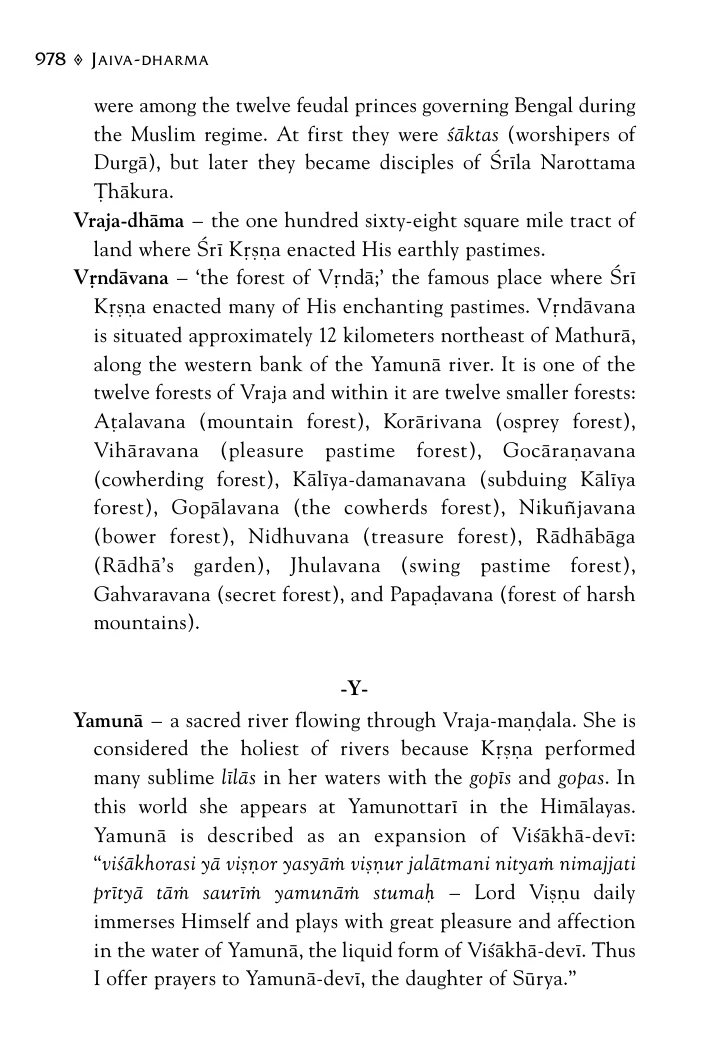 978 ◈ Jaiva-dharma
were among the twelve feudal princes governing Bengal during
the Muslim regime. At first they were śāktas (worshipers of
Durgā), but later they became disciples of Śrīla Narottama
Ṭhākura.
Vraja-dhāma – the one hundred sixty-eight square mile tract of
land where Śrī Kṛṣṇa enacted His earthly pastimes.
Vṛndāvana – ‘the forest of Vṛndā;’ the famous place where Śrī
Kṛṣṇa enacted many of His enchanting pastimes. Vṛndāvana
is situated approximately 12 kilometers northeast of Mathurā,
along the western bank of the Yamunā river. It is one of the
twelve forests of Vraja and within it are twelve smaller forests:
Aṭalavana (mountain forest), Korārivana (osprey forest),
Vihāravana (pleasure pastime forest), Gocāraṇavana
(cowherding forest), Kālīya-damanavana (subduing Kālīya
forest), Gopālavana (the cowherds forest), Nikuñjavana
(bower forest), Nidhuvana (treasure forest), Rādhābāga
(Rādhā’s garden), Jhulavana (swing pastime forest),
Gahvaravana (secret forest), and Papaḍavana (forest of harsh
mountains).
-Y-
Yamunā – a sacred river flowing through Vraja-maṇḍala. She is
considered the holiest of rivers because Kṛṣṇa performed
many sublime līlās in her waters with the gopīs and gopas. In
this world she appears at Yamunottarī in the Himālayas.
Yamunā is described as an expansion of Viśākhā-devī:
“viśākhorasi yā viṣṇor yasyāṁ viṣṇur jalātmani nityaṁ nimajjati
prītyā tāṁ saurīṁ yamunāṁ stumaḥ – Lord Viṣṇu daily
immerses Himself and plays with great pleasure and affection
in the water of Yamunā, the liquid form of Viśākhā-devī. Thus
I offer prayers to Yamunā-devī, the daughter of Sūrya.”